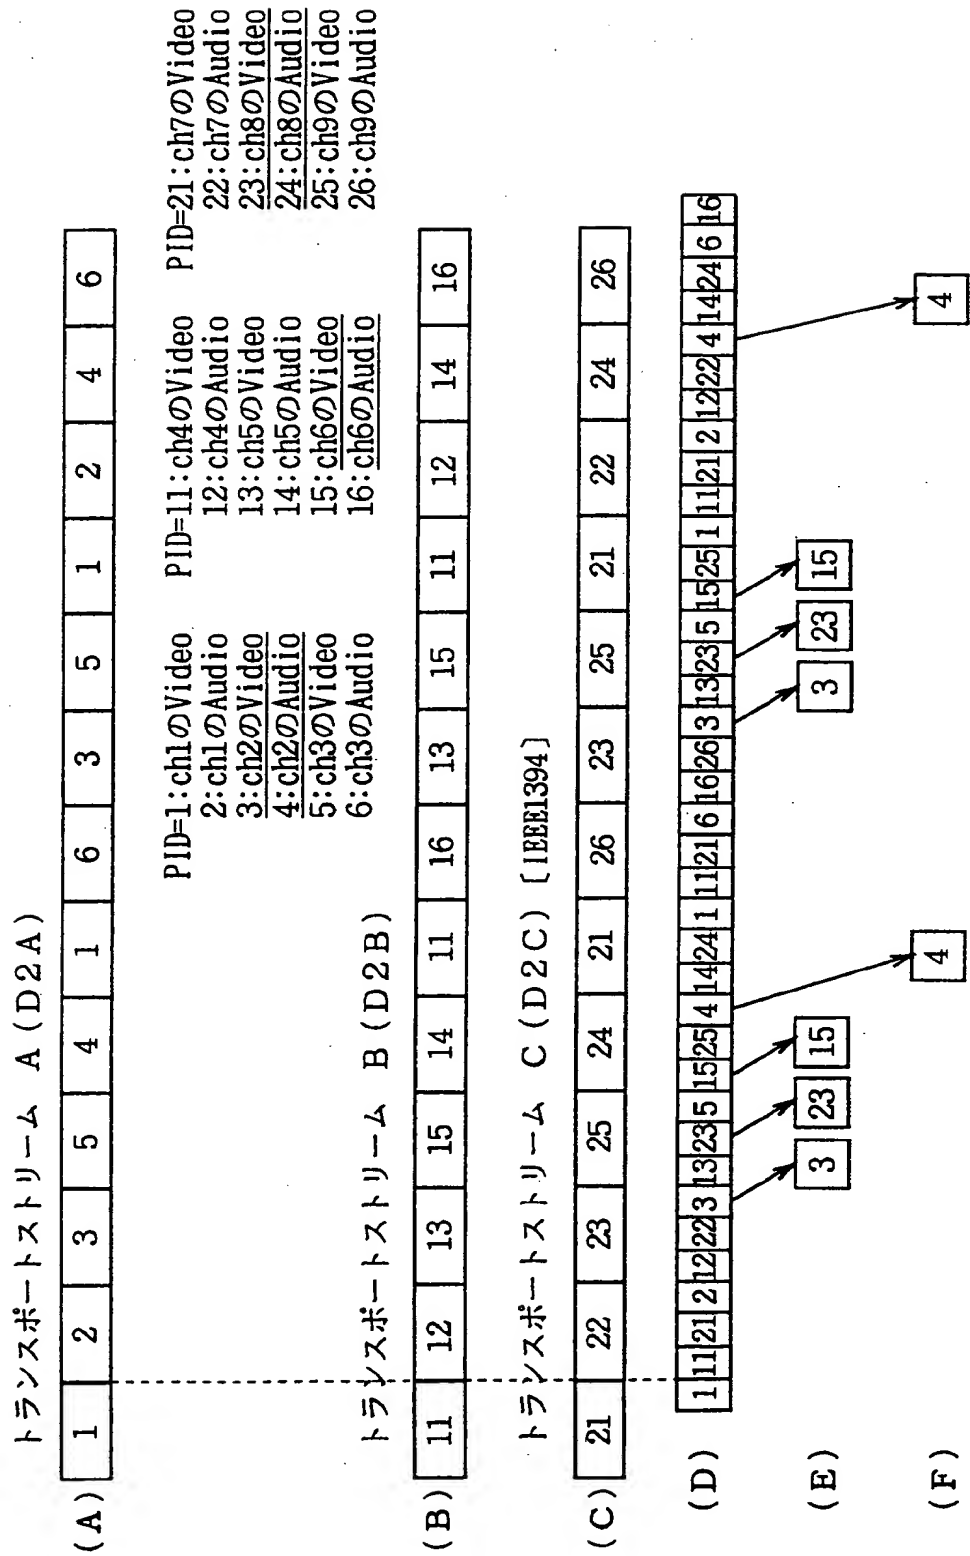 トランスポートストリーム A (D2A)
(A) 1 2 3 5 4 1 6 3 5 1 2 4 6
PID=1:ch1のVideo
2:ch1のAudio
3:ch2のVideo
4:ch2のAudio
5:ch3のVideo
6:ch3のAudio
PID=11:ch4のVideo
12:ch4のAudio
13:ch5のVideo
14:ch5のAudio
15:ch6のVideo
16:ch6のAudio
PID=21:ch7のVideo
22:ch7のAudio
23:ch8のVideo
24:ch8のAudio
25:ch9のVideo
26:ch9のAudio
トランスポートストリーム B (D2B)
(B) 11 12 13 15 14 11 16 13 15 11 12 14 16
トランスポートストリーム C (D2C) [IEEE1394]
(C) 21 22 23 25 24 21 26 23 25 21 22 24 26
(D) 1 11 21 2 12 22 3 13 23 5 15 25 4 14 24 1 11 21 6 16 26 3 13 23 5 15 25 1 11 21 2 12 22 4 14 24 6 16
(E) 3 23 15 3 23 15
(F) 4 4